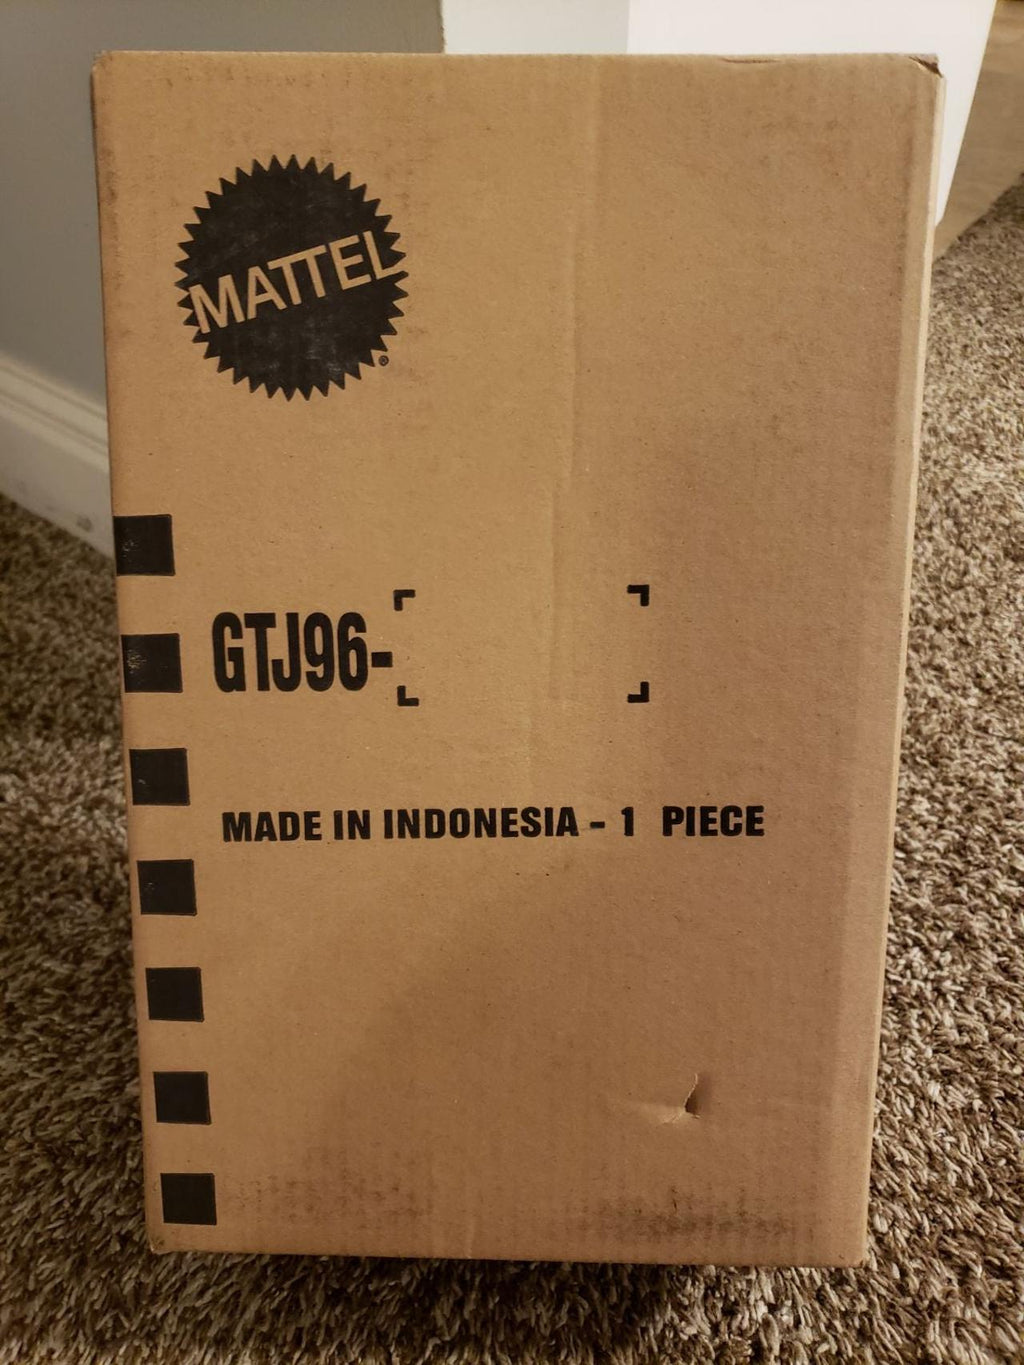 MATTEL®
GTJ96-
MADE IN INDONESIA - 1 PIECE